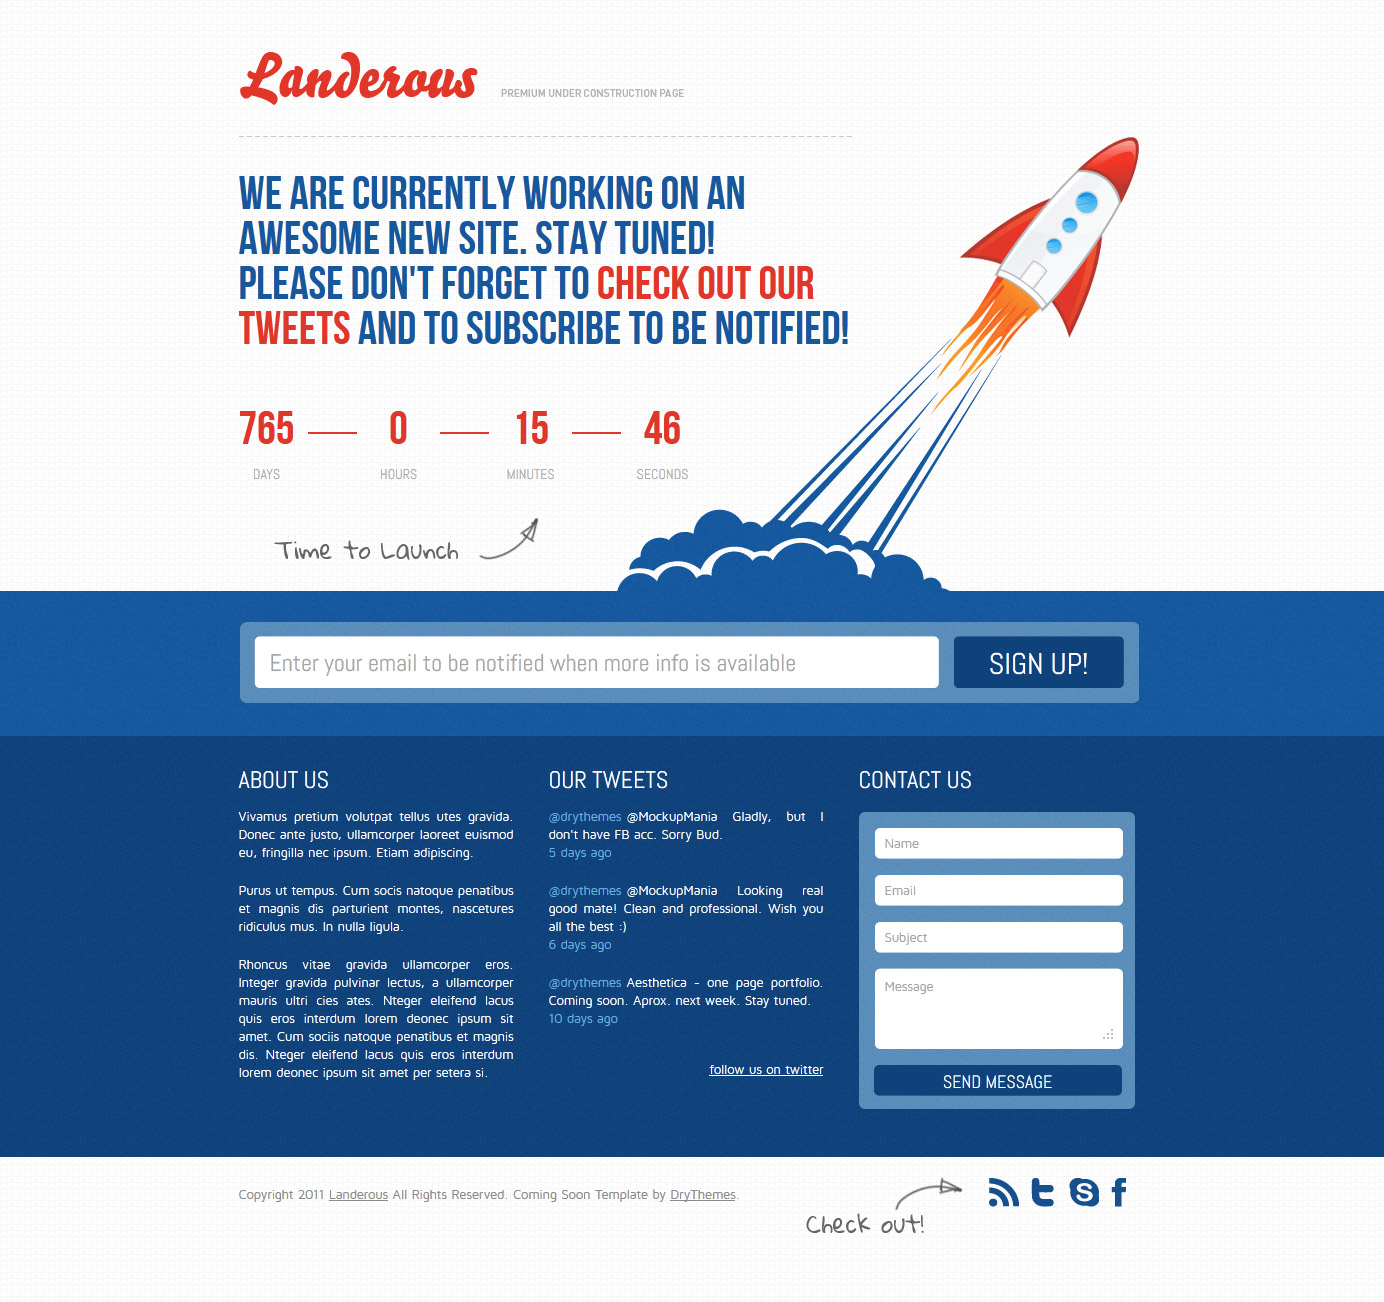 Landerous
PREMIUM UNDER CONSTRUCTION PAGE
WE ARE CURRENTLY WORKING ON AN
AWESOME NEW SITE. STAY TUNED!
PLEASE DON'T FORGET TO CHECK OUT OUR
TWEETS AND TO SUBSCRIBE TO BE NOTIFIED!
765 0 15 46
DAYS HOURS MINUTES SECONDS
Time to Launch
Enter your email to be notified when more info is available
SIGN UP!
ABOUT US
Vivamus pretium volutpat tellus utes gravida.
Donec ante justo, ullamcorper laoreet euismod
eu, fringilla nec ipsum. Etiam adipiscing.
Purus ut tempus. Cum socis natoque penatibus
et magnis dis parturient montes, nascetures
ridiculus mus. In nulla ligula.
Rhoncus vitae gravida ullamcorper eros.
Integer gravida pulvinar lectus, a ullamcorper
mauris ultri cies ates. Nteger eleifend lacus
quis eros interdum lorem deonec ipsum sit
amet. Cum sociis natoque penatibus et magnis
dis. Nteger eleifend lacus quis eros interdum
lorem deonec ipsum sit amet per setera si.
OUR TWEETS
@drythemes @MockupMania Gladly, but I
don't have FB acc. Sorry Bud.
5 days ago
@drythemes @MockupMania Looking real
good mate! Clean and professional. Wish you
all the best :)
6 days ago
@drythemes Aesthetica - one page portfolio.
Coming soon. Aprox. next week. Stay tuned.
10 days ago
follow us on twitter
CONTACT US
Name
Email
Subject
Message
SEND MESSAGE
Copyright 2011 Landerous All Rights Reserved. Coming Soon Template by DryThemes.
Check out!